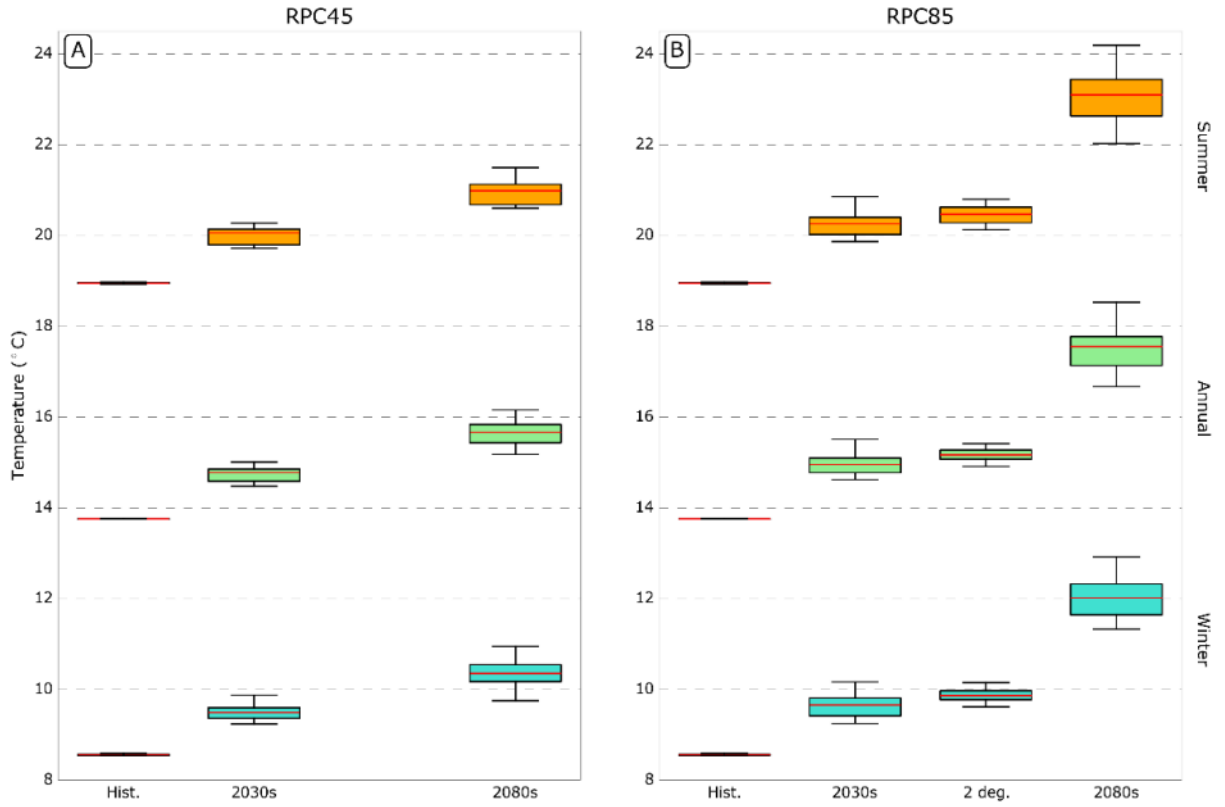 RPC45
RPC85
A
B
24
22
20
18
16
14
12
10
8
24
22
20
18
16
14
12
10
8
Temperature (°C)
Summer
Annual
Winter
Hist.
2030s
2080s
Hist.
2030s
2 deg.
2080s